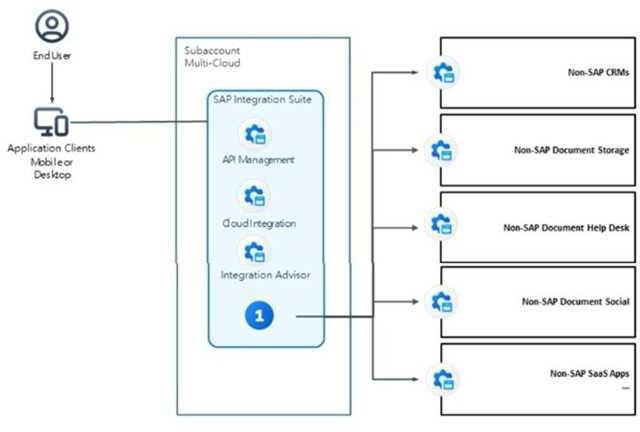 End User
Application Clients
Mobile or
Desktop
Subaccount
Multi-Cloud
SAP Integration Suite
API Management
Cloud Integration
Integration Advisor
1
Non-SAP CRMs
Non-SAP Document Storage
Non-SAP Document Help Desk
Non-SAP Document Social
Non-SAP SaaS Apps
...